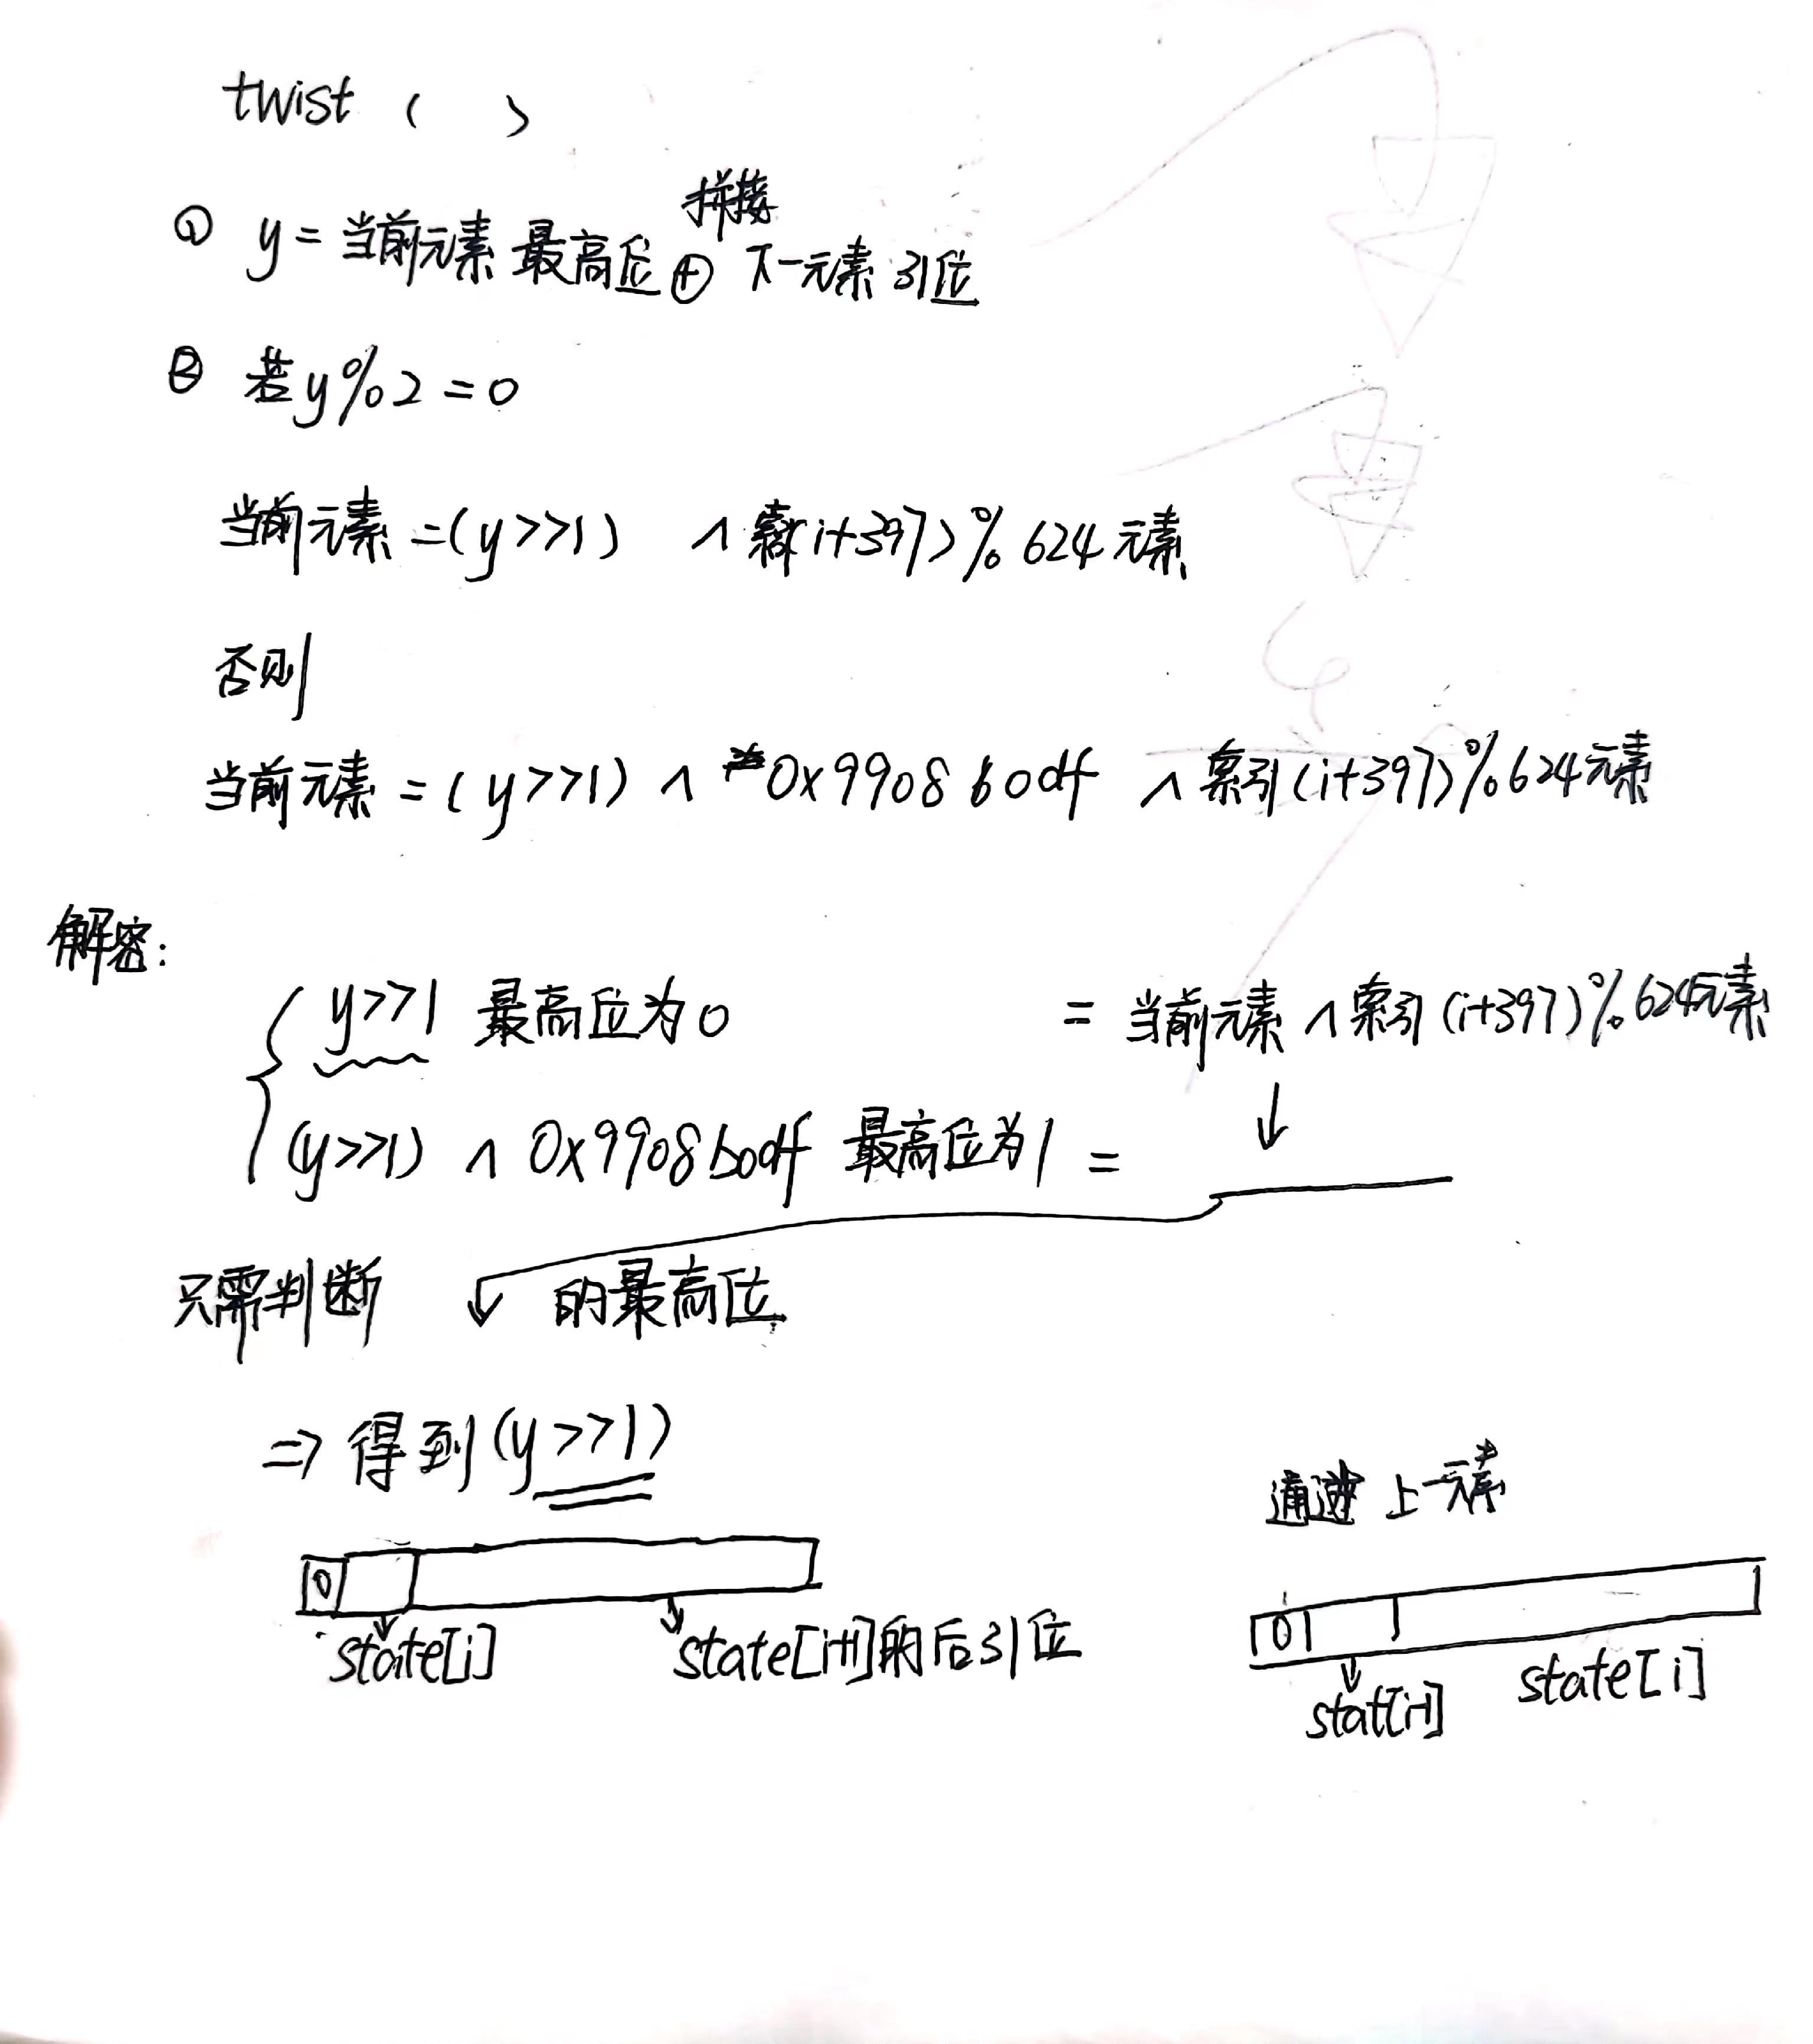 twist ( )
拼接
① y = 当前元素 最高位 ⊕ 下一元素 31位
② 若 y % 2 = 0
当前元素 = (y>>1) ∧ 索引(i+397) % 624 元素
否则
当前元素 = (y>>1) ∧ 0x9908b0df ∧ 索引(i+397) % 624 元素
解密:
y>>1 最高位为0 = 当前元素 ∧ 索引(i+397) % 624元素
(y>>1) ∧ 0x9908b0df 最高位为1 = ↓
只需判断 ↓ 的最高位
⇒ 得到(y>>1)
通过 上一元素
0
state[i] state[i+1]的后31位
0
stat[i-1] state[i]